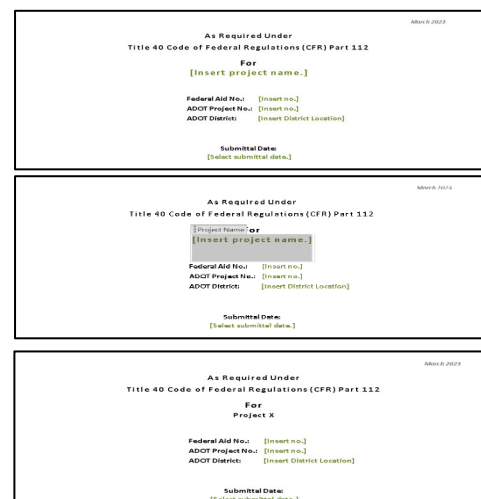 March 2023
As Required Under
Title 40 Code of Federal Regulations (CFR) Part 112
For
[Insert project name.]
Federal Aid No.: [Insert no.]
ADOT Project No.: [Insert no.]
ADOT District: [Insert District Location]
Submittal Date:
[Select submittal date.]
March 2023
As Required Under
Title 40 Code of Federal Regulations (CFR) Part 112
Project Name or
[Insert project name.]
Federal Aid No.: [Insert no.]
ADOT Project No.: [Insert no.]
ADOT District: [Insert District Location]
Submittal Date:
[Select submittal date.]
March 2023
As Required Under
Title 40 Code of Federal Regulations (CFR) Part 112
For
Project X
Federal Aid No.: [Insert no.]
ADOT Project No.: [Insert no.]
ADOT District: [Insert District Location]
Submittal Date:
[Select submittal date.]